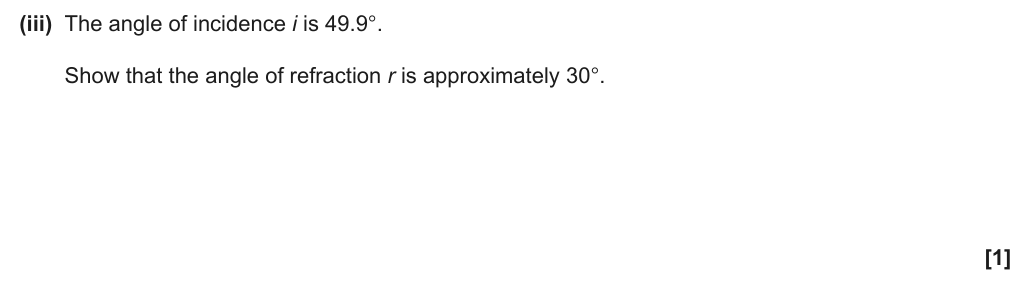 (iii) The angle of incidence i is 49.9°.
Show that the angle of refraction r is approximately 30°.
[1]